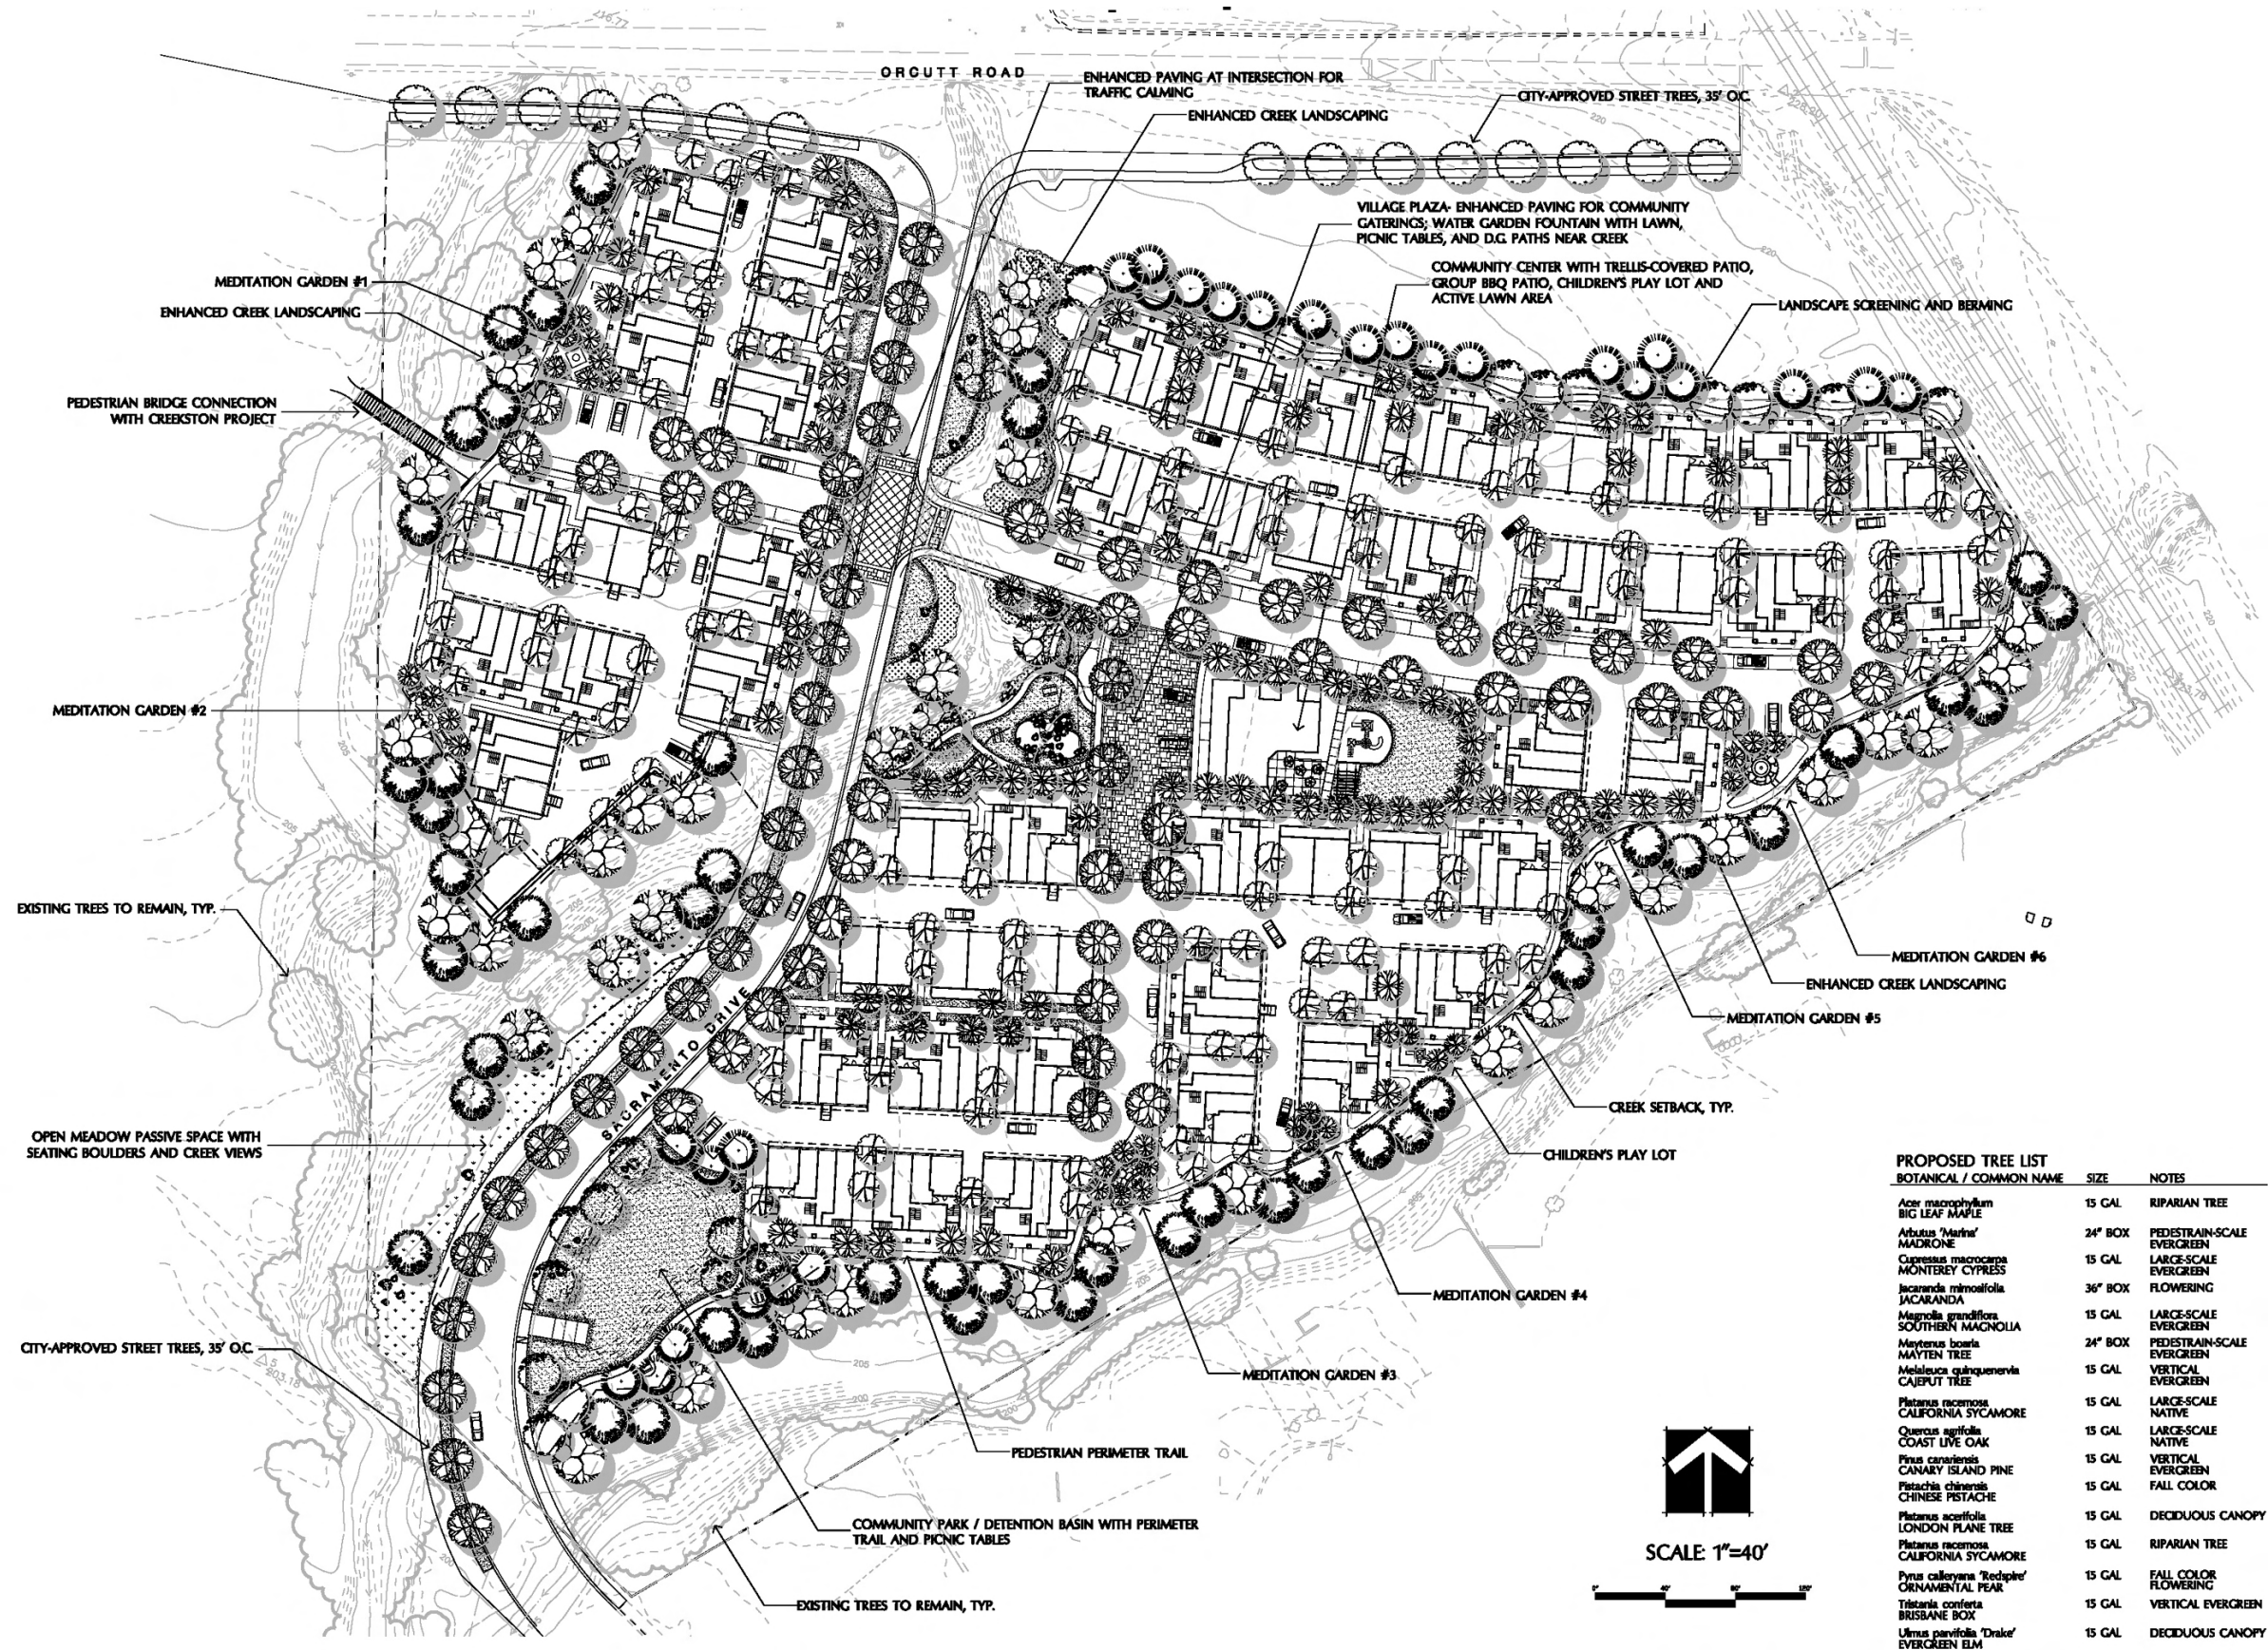 ORCUTT ROAD
ENHANCED PAVING AT INTERSECTION FOR
TRAFFIC CALMING
CITY-APPROVED STREET TREES, 35' O.C.
ENHANCED CREEK LANDSCAPING
VILLAGE PLAZA- ENHANCED PAVING FOR COMMUNITY
GATERINGS; WATER GARDEN FOUNTAIN WITH LAWN,
PICNIC TABLES, AND D.G. PATHS NEAR CREEK
COMMUNITY CENTER WITH TRELLIS-COVERED PATIO,
GROUP BBQ PATIO, CHILDREN'S PLAY LOT AND
ACTIVE LAWN AREA
LANDSCAPE SCREENING AND BERMING
MEDITATION GARDEN #1
ENHANCED CREEK LANDSCAPING
PEDESTRIAN BRIDGE CONNECTION
WITH CREEKSTON PROJECT
MEDITATION GARDEN #2
EXISTING TREES TO REMAIN, TYP.
OPEN MEADOW PASSIVE SPACE WITH
SEATING BOULDERS AND CREEK VIEWS
CITY-APPROVED STREET TREES, 35' O.C.
SACRAMENTO DRIVE
MEDITATION GARDEN #6
ENHANCED CREEK LANDSCAPING
MEDITATION GARDEN #5
CREEK SETBACK, TYP.
CHILDREN'S PLAY LOT
MEDITATION GARDEN #4
MEDITATION GARDEN #3
PEDESTRIAN PERIMETER TRAIL
COMMUNITY PARK / DETENTION BASIN WITH PERIMETER
TRAIL AND PICNIC TABLES
EXISTING TREES TO REMAIN, TYP.
SCALE: 1"=40'
0' 40' 80' 120'
PROPOSED TREE LIST
BOTANICAL / COMMON NAME SIZE NOTES
Acer macrophyllum 15 GAL RIPARIAN TREE
BIG LEAF MAPLE
Arbutus 'Marina' 24" BOX PEDESTRAIN-SCALE
MADRONE EVERGREEN
Cupressus macrocarpa 15 GAL LARGE-SCALE
MONTEREY CYPRESS EVERGREEN
Jacaranda mimosifolia 36" BOX FLOWERING
JACARANDA
Magnolia grandiflora 15 GAL LARGE-SCALE
SOUTHERN MAGNOLIA EVERGREEN
Maytenus boaria 24" BOX PEDESTRAIN-SCALE
MAYTEN TREE EVERGREEN
Melaleuca quinquenervia 15 GAL VERTICAL
CAJEPUT TREE EVERGREEN
Platanus racemosa 15 GAL LARGE-SCALE
CALIFORNIA SYCAMORE NATIVE
Quercus agrifolia 15 GAL LARGE-SCALE
COAST LIVE OAK NATIVE
Pinus canariensis 15 GAL VERTICAL
CANARY ISLAND PINE EVERGREEN
Pistachia chinensis 15 GAL FALL COLOR
CHINESE PISTACHE
Platanus acerifolia 15 GAL DECIDUOUS CANOPY
LONDON PLANE TREE
Platanus racemosa 15 GAL RIPARIAN TREE
CALIFORNIA SYCAMORE
Pyrus calleryana 'Redspire' 15 GAL FALL COLOR
ORNAMENTAL PEAR FLOWERING
Tristania conferta 15 GAL VERTICAL EVERGREEN
BRISBANE BOX
Ulmus parvifolia 'Drake' 15 GAL DECIDUOUS CANOPY
EVERGREEN ELM